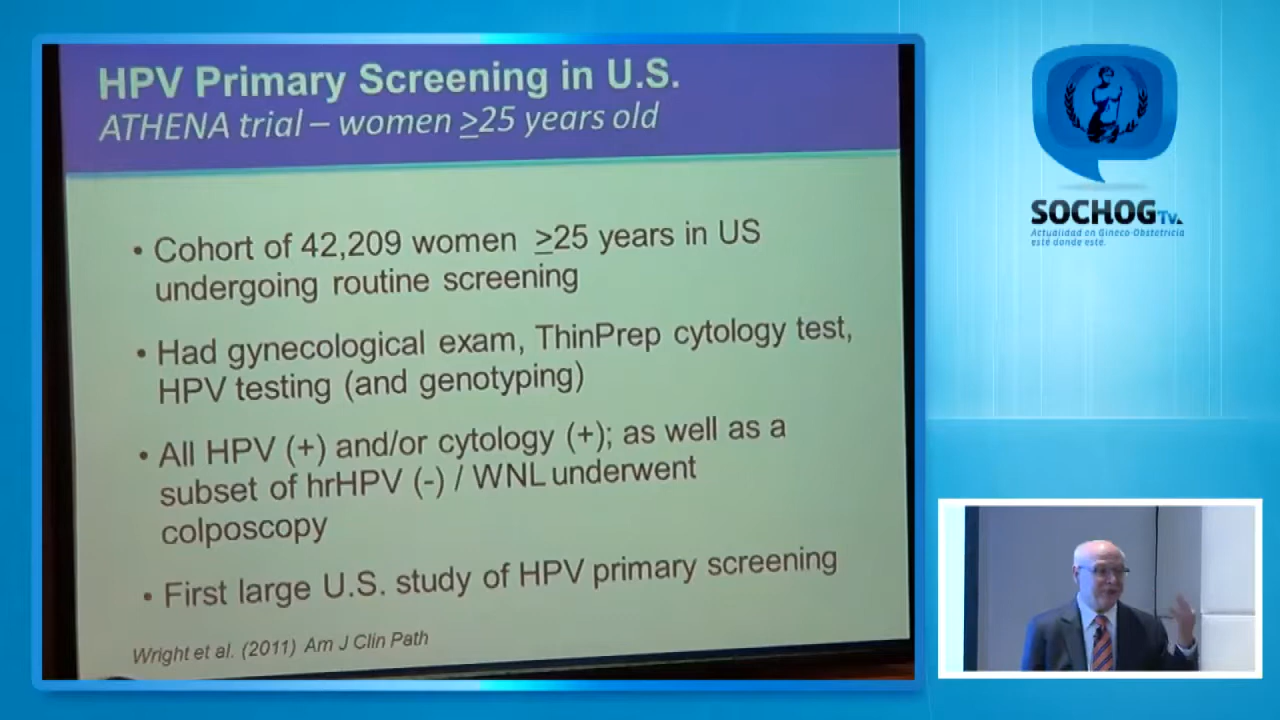 HPV Primary Screening in U.S.
ATHENA trial – women ≥25 years old
• Cohort of 42,209 women ≥25 years in US
undergoing routine screening
• Had gynecological exam, ThinPrep cytology test,
HPV testing (and genotyping)
• All HPV (+) and/or cytology (+); as well as a
subset of hrHPV (-) / WNL underwent
colposcopy
• First large U.S. study of HPV primary screening
Wright et al. (2011) Am J Clin Path
SOCHOG Tv.
Actualidad en Gineco-Obstetricia
esté donde esté.